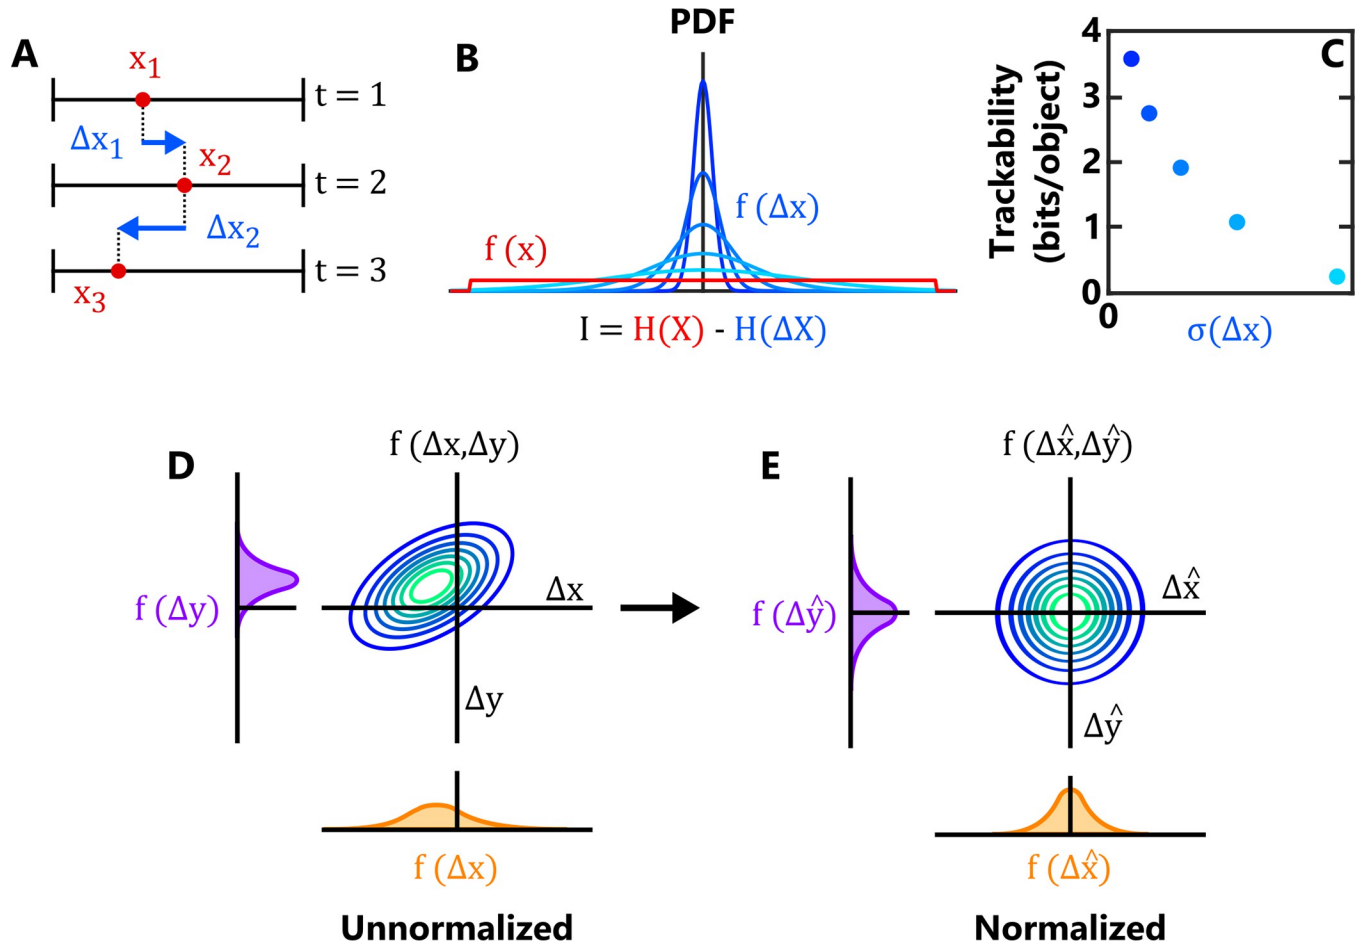 A
x1
t = 1
Δx1
x2
t = 2
Δx2
t = 3
x3
PDF
B
f (Δx)
f (x)
I = H(X) - H(ΔX)
C
Trackability
(bits/object)
4
3
2
1
0
0
σ(Δx)
D
f (Δx,Δy)
f (Δy)
Δx
Δy
f (Δx)
Unnormalized
E
f (Δx̂,Δŷ)
f (Δŷ)
Δx̂
Δŷ
f (Δx̂)
Normalized